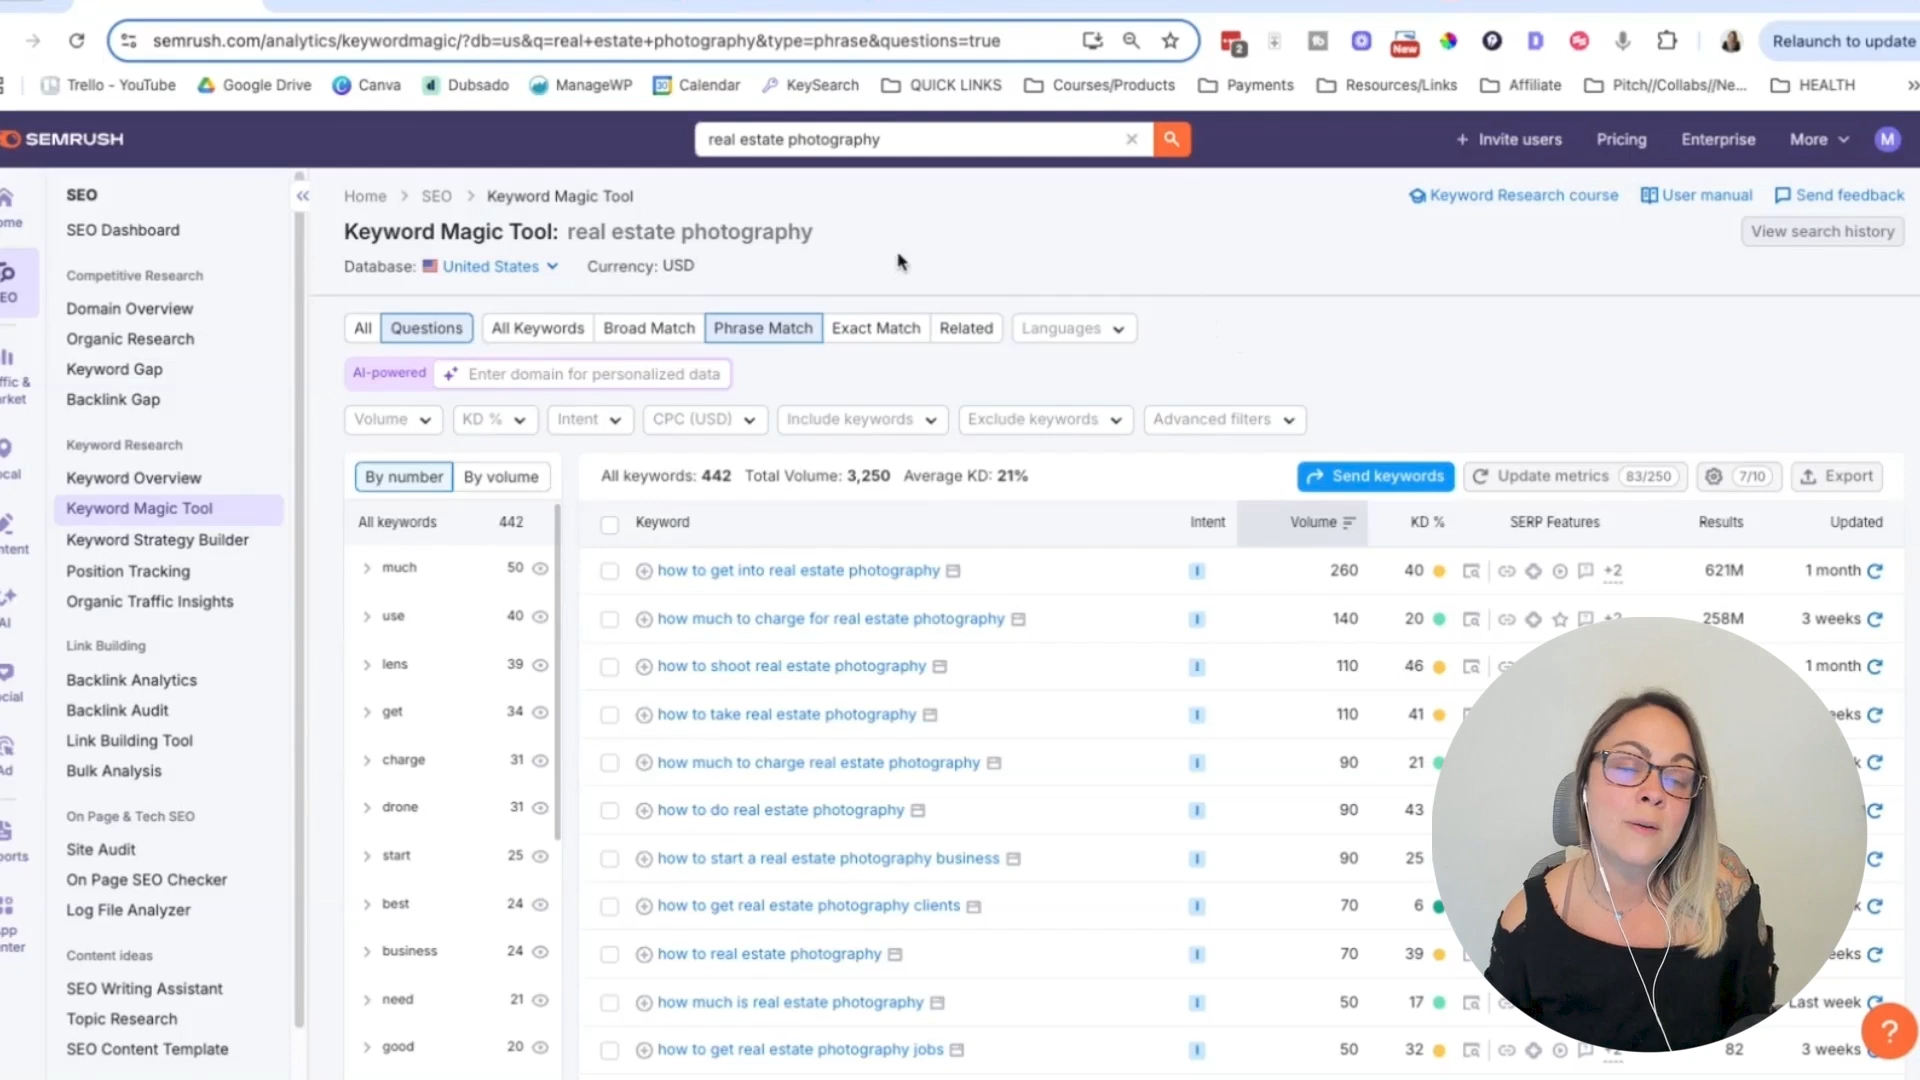 semrush.com/analytics/keywordmagic/?db=us&q=real+estate+photography&type=phrase&questions=true
2
New
Relaunch to update
Trello - YouTube
Google Drive
Canva
Dubsado
ManageWP
Calendar
KeySearch
QUICK LINKS
Courses/Products
Payments
Resources/Links
Affiliate
Pitch//Collabs//Ne...
HEALTH
SEMRUSH
real estate photography
+ Invite users
Pricing
Enterprise
More
M
SEO
SEO Dashboard
Competitive Research
Domain Overview
Organic Research
Keyword Gap
Backlink Gap
Keyword Research
Keyword Overview
Keyword Magic Tool
Keyword Strategy Builder
Position Tracking
Organic Traffic Insights
Link Building
Backlink Analytics
Backlink Audit
Link Building Tool
Bulk Analysis
On Page & Tech SEO
Site Audit
On Page SEO Checker
Log File Analyzer
Content ideas
SEO Writing Assistant
Topic Research
SEO Content Template
Home > SEO > Keyword Magic Tool
Keyword Research course
User manual
Send feedback
Keyword Magic Tool: real estate photography
View search history
Database: United States
Currency: USD
All Questions
All Keywords Broad Match Phrase Match Exact Match Related
Languages
AI-powered
Enter domain for personalized data
Volume
KD %
Intent
CPC (USD)
Include keywords
Exclude keywords
Advanced filters
By number By volume
All keywords: 442 Total Volume: 3,250 Average KD: 21%
Send keywords
Update metrics 83/250
7/10
Export
All keywords 442
much 50
use 40
lens 39
get 34
charge 31
drone 31
start 25
best 24
business 24
need 21
good 20
Keyword Intent Volume KD % SERP Features Results Updated
how to get into real estate photography I 260 40 +2 621M 1 month
how much to charge for real estate photography I 140 20 258M 3 weeks
how to shoot real estate photography I 110 46 1 month
how to take real estate photography I 110 41
how much to charge real estate photography I 90 21
how to do real estate photography I 90 43
how to start a real estate photography business I 90 25
how to get real estate photography clients I 70 6
how to real estate photography I 70 39
how much is real estate photography I 50 17 Last week
how to get real estate photography jobs I 50 32 82 3 weeks
?